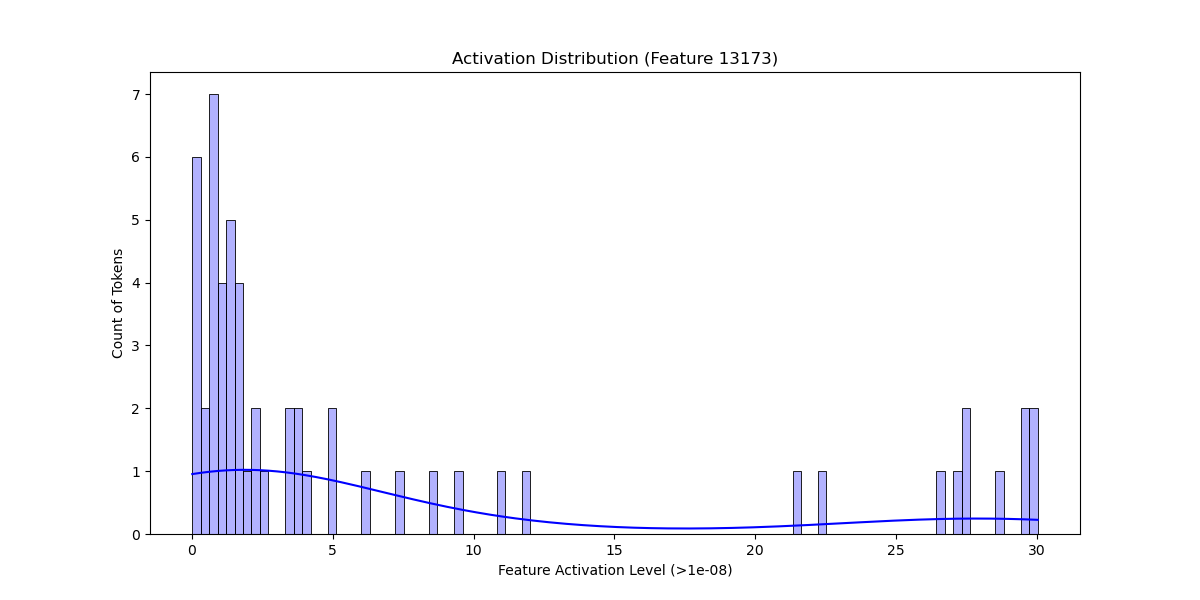 Activation Distribution (Feature 13173)
7
6
5
4
3
2
1
0
Count of Tokens
0 5 10 15 20 25 30
Feature Activation Level (>1e-08)